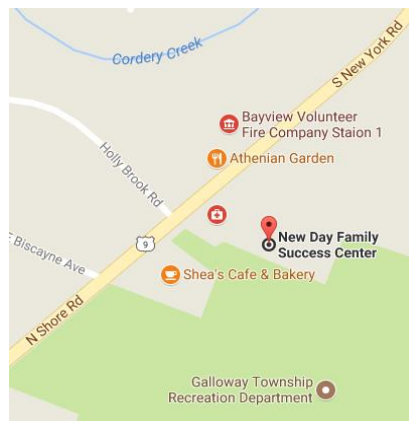 Cordery Creek
S New York Rd
Bayview Volunteer
Fire Company Staion 1
Athenian Garden
Holly Brook Rd
9
New Day Family
Success Center
E Biscayne Ave
Shea's Cafe & Bakery
N Shore Rd
Galloway Township
Recreation Department